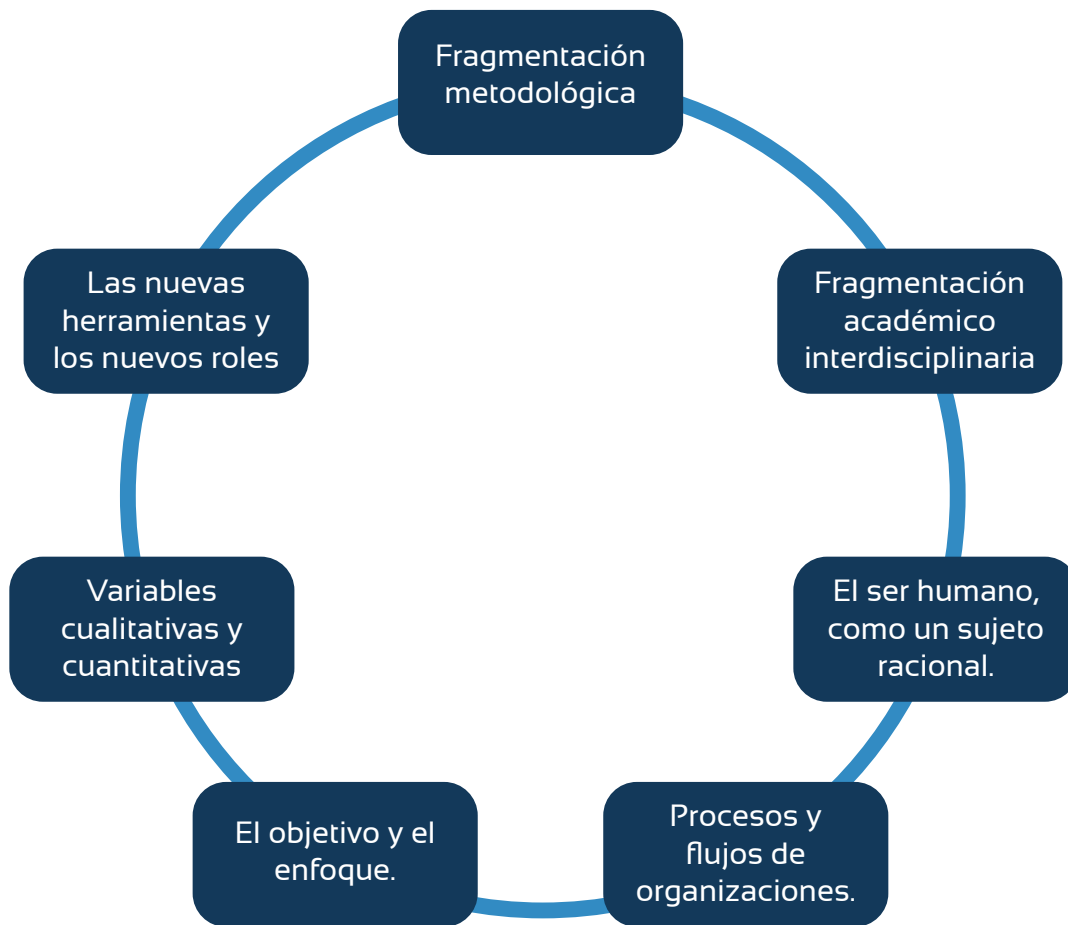 Fragmentación
metodológica
Fragmentación
académico
interdisciplinaria
El ser humano,
como un sujeto
racional.
Procesos y
flujos de
organizaciones.
El objetivo y el
enfoque.
Variables
cualitativas y
cuantitativas
Las nuevas
herramientas y
los nuevos roles